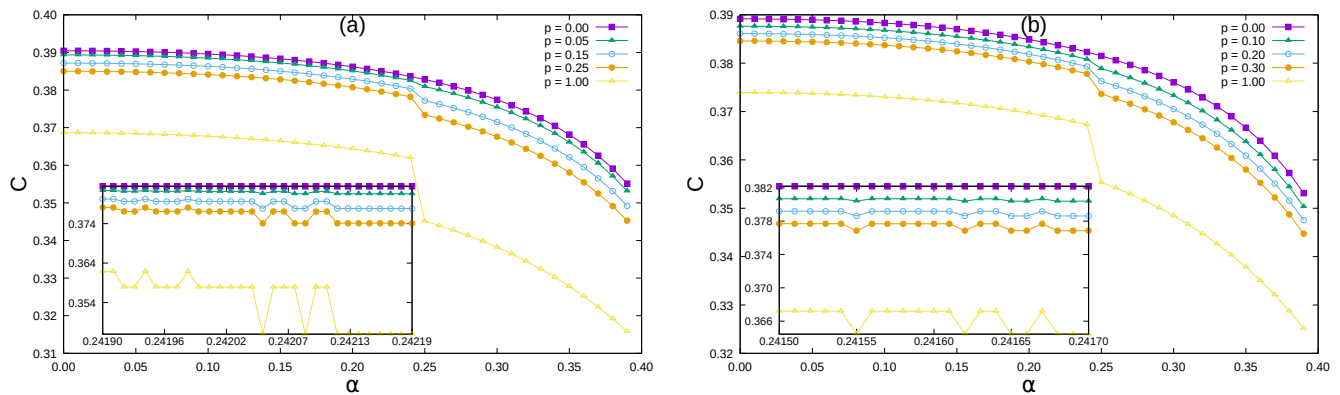 (a)
p = 0.00
p = 0.05
p = 0.15
p = 0.25
p = 1.00
0.40
0.39
0.38
0.37
0.36
0.35
0.34
0.33
0.32
0.31
C
0.374
0.364
0.354
0.24190 0.24196 0.24202 0.24207 0.24213 0.24219
0.00 0.05 0.10 0.15 0.20 0.25 0.30 0.35 0.40
α
(b)
p = 0.00
p = 0.10
p = 0.20
p = 0.30
p = 1.00
0.39
0.38
0.37
0.36
0.35
0.34
0.33
0.32
C
0.382
0.378
0.374
0.370
0.366
0.24150 0.24155 0.24160 0.24165 0.24170
0.00 0.05 0.10 0.15 0.20 0.25 0.30 0.35 0.40
α